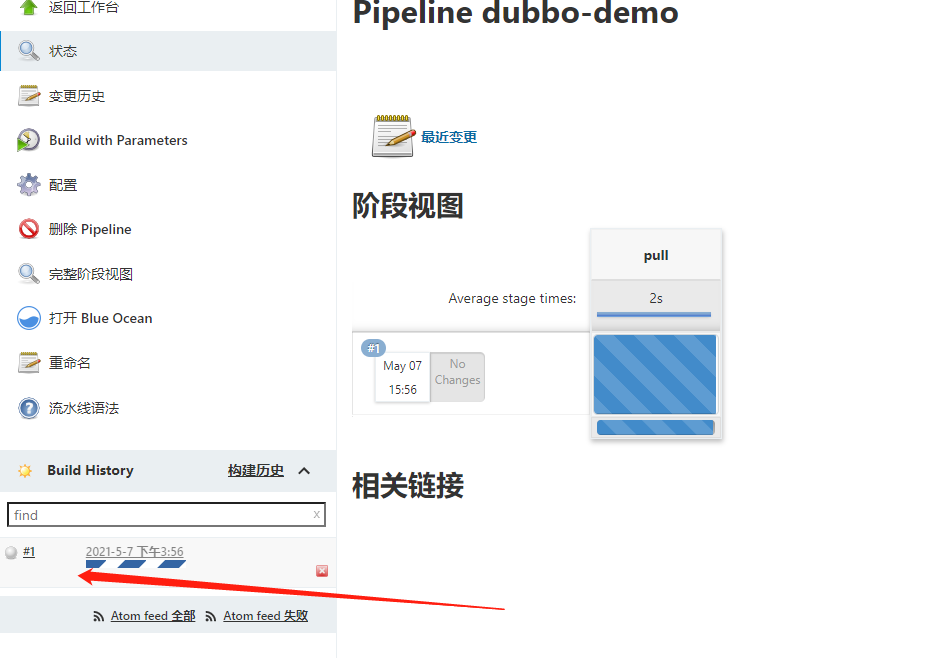 返回工作台
状态
变更历史
Build with Parameters
配置
删除 Pipeline
完整阶段视图
打开 Blue Ocean
重命名
流水线语法
Build History 构建历史
find x
#1 2021-5-7 下午3:56
Atom feed 全部 Atom feed 失败
Pipeline dubbo-demo
最近变更
阶段视图
pull
Average stage times: 2s
#1
May 07
15:56
No
Changes
相关链接